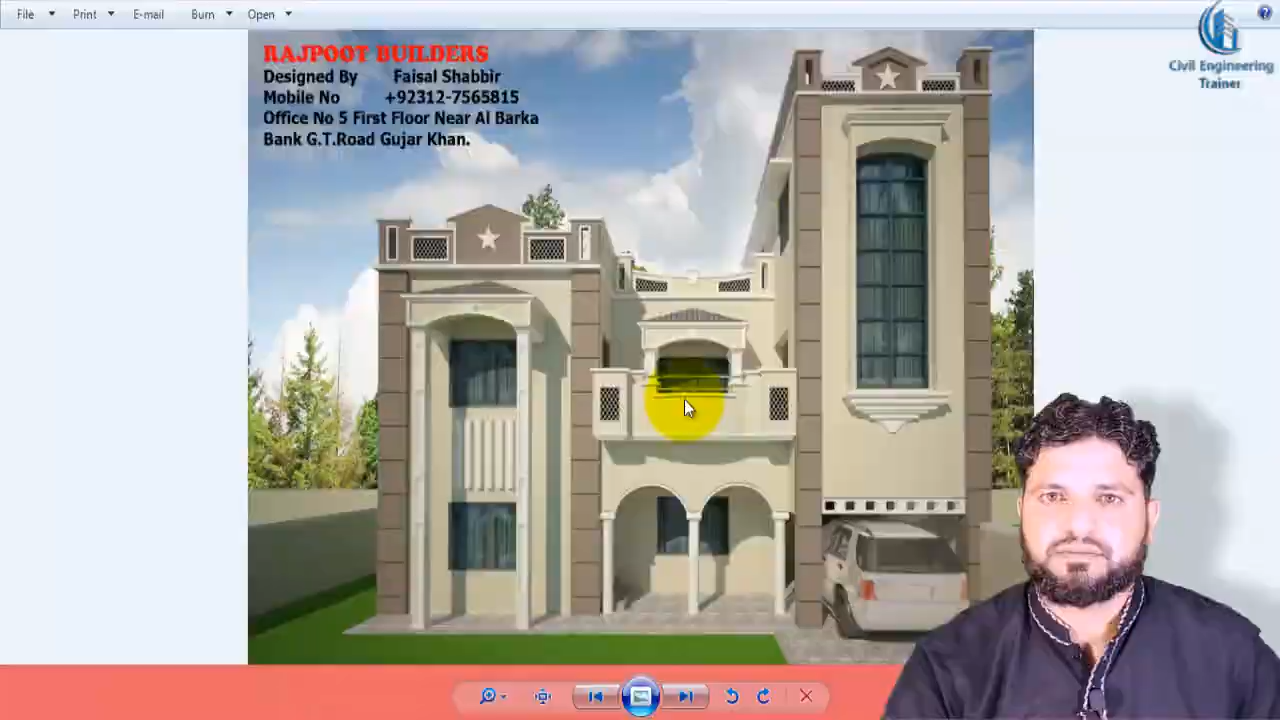 File Print E-mail Burn Open
RAJPOOT BUILDERS
Designed By Faisal Shabbir
Mobile No +92312-7565815
Office No 5 First Floor Near Al Barka
Bank G.T.Road Gujar Khan.
Civil Engineering
Trainer